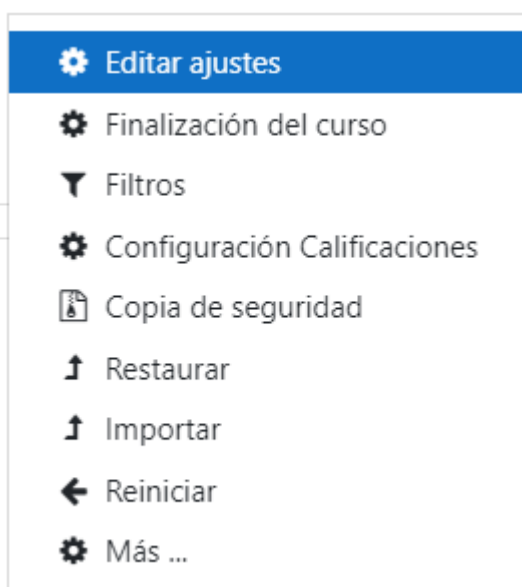 Editar ajustes
Finalización del curso
Filtros
Configuración Calificaciones
Copia de seguridad
Restaurar
Importar
Reiniciar
Más ...